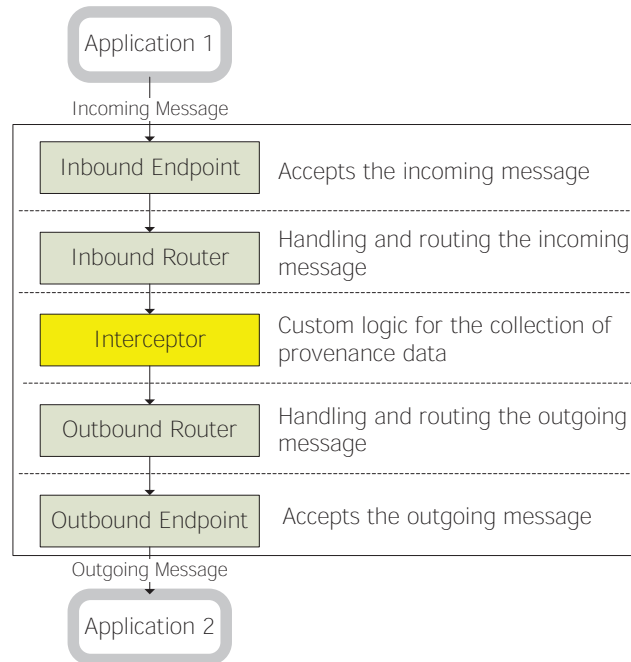 Application 1
Incoming Message
Inbound Endpoint
Accepts the incoming message
Inbound Router
Handling and routing the incoming
message
Interceptor
Custom logic for the collection of
provenance data
Outbound Router
Handling and routing the outgoing
message
Outbound Endpoint
Accepts the outgoing message
Outgoing Message
Application 2